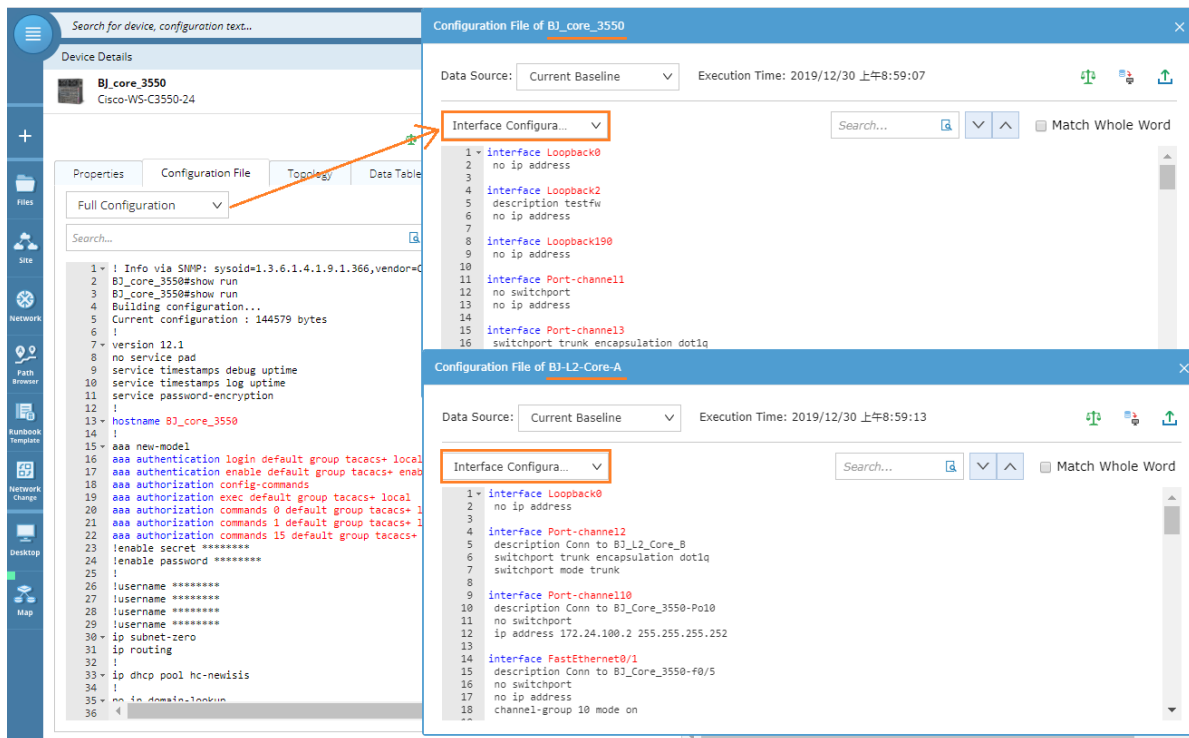 Search for device, configuration text...
Device Details
BJ_core_3550
Cisco-WS-C3550-24
Properties
Configuration File
Topology
Data Table
Full Configuration
Search...
1 ! Info via SNMP: sysoid=1.3.6.1.4.1.9.1.366,vendor=C
2 BJ_core_3550#show run
3 BJ_core_3550#show run
4 Building configuration...
5 Current configuration : 144579 bytes
6 !
7 version 12.1
8 no service pad
9 service timestamps debug uptime
10 service timestamps log uptime
11 service password-encryption
12 !
13 hostname BJ_core_3550
14 !
15 aaa new-model
16 aaa authentication login default group tacacs+ local
17 aaa authentication enable default group tacacs+ enab
18 aaa authorization config-commands
19 aaa authorization exec default group tacacs+ local
20 aaa authorization commands 0 default group tacacs+ l
21 aaa authorization commands 1 default group tacacs+ l
22 aaa authorization commands 15 default group tacacs+
23 !enable secret ********
24 !enable password ********
25 !
26 !username ********
27 !username ********
28 !username ********
29 !username ********
30 ip subnet-zero
31 ip routing
32 !
33 ip dhcp pool hc-newisis
34 !
35 no ip domain-lookup
36
Files
Site
Network
Path
Browser
Runbook
Template
Network
Change
Desktop
Map
Configuration File of BJ_core_3550
Data Source:
Current Baseline
Execution Time: 2019/12/30 上午8:59:07
Interface Configura...
Search...
Match Whole Word
1 interface Loopback0
2 no ip address
3
4 interface Loopback2
5 description testfw
6 no ip address
7
8 interface Loopback190
9 no ip address
10
11 interface Port-channel1
12 no switchport
13 no ip address
14
15 interface Port-channel3
16 switchport trunk encapsulation dot1q
Configuration File of BJ-L2-Core-A
Data Source:
Current Baseline
Execution Time: 2019/12/30 上午8:59:13
Interface Configura...
Search...
Match Whole Word
1 interface Loopback0
2 no ip address
3
4 interface Port-channel2
5 description Conn to BJ_L2_Core_B
6 switchport trunk encapsulation dot1q
7 switchport mode trunk
8
9 interface Port-channel10
10 description Conn to BJ_Core_3550-Po10
11 no switchport
12 ip address 172.24.100.2 255.255.255.252
13
14 interface FastEthernet0/1
15 description Conn to BJ_Core_3550-f0/5
16 no switchport
17 no ip address
18 channel-group 10 mode on